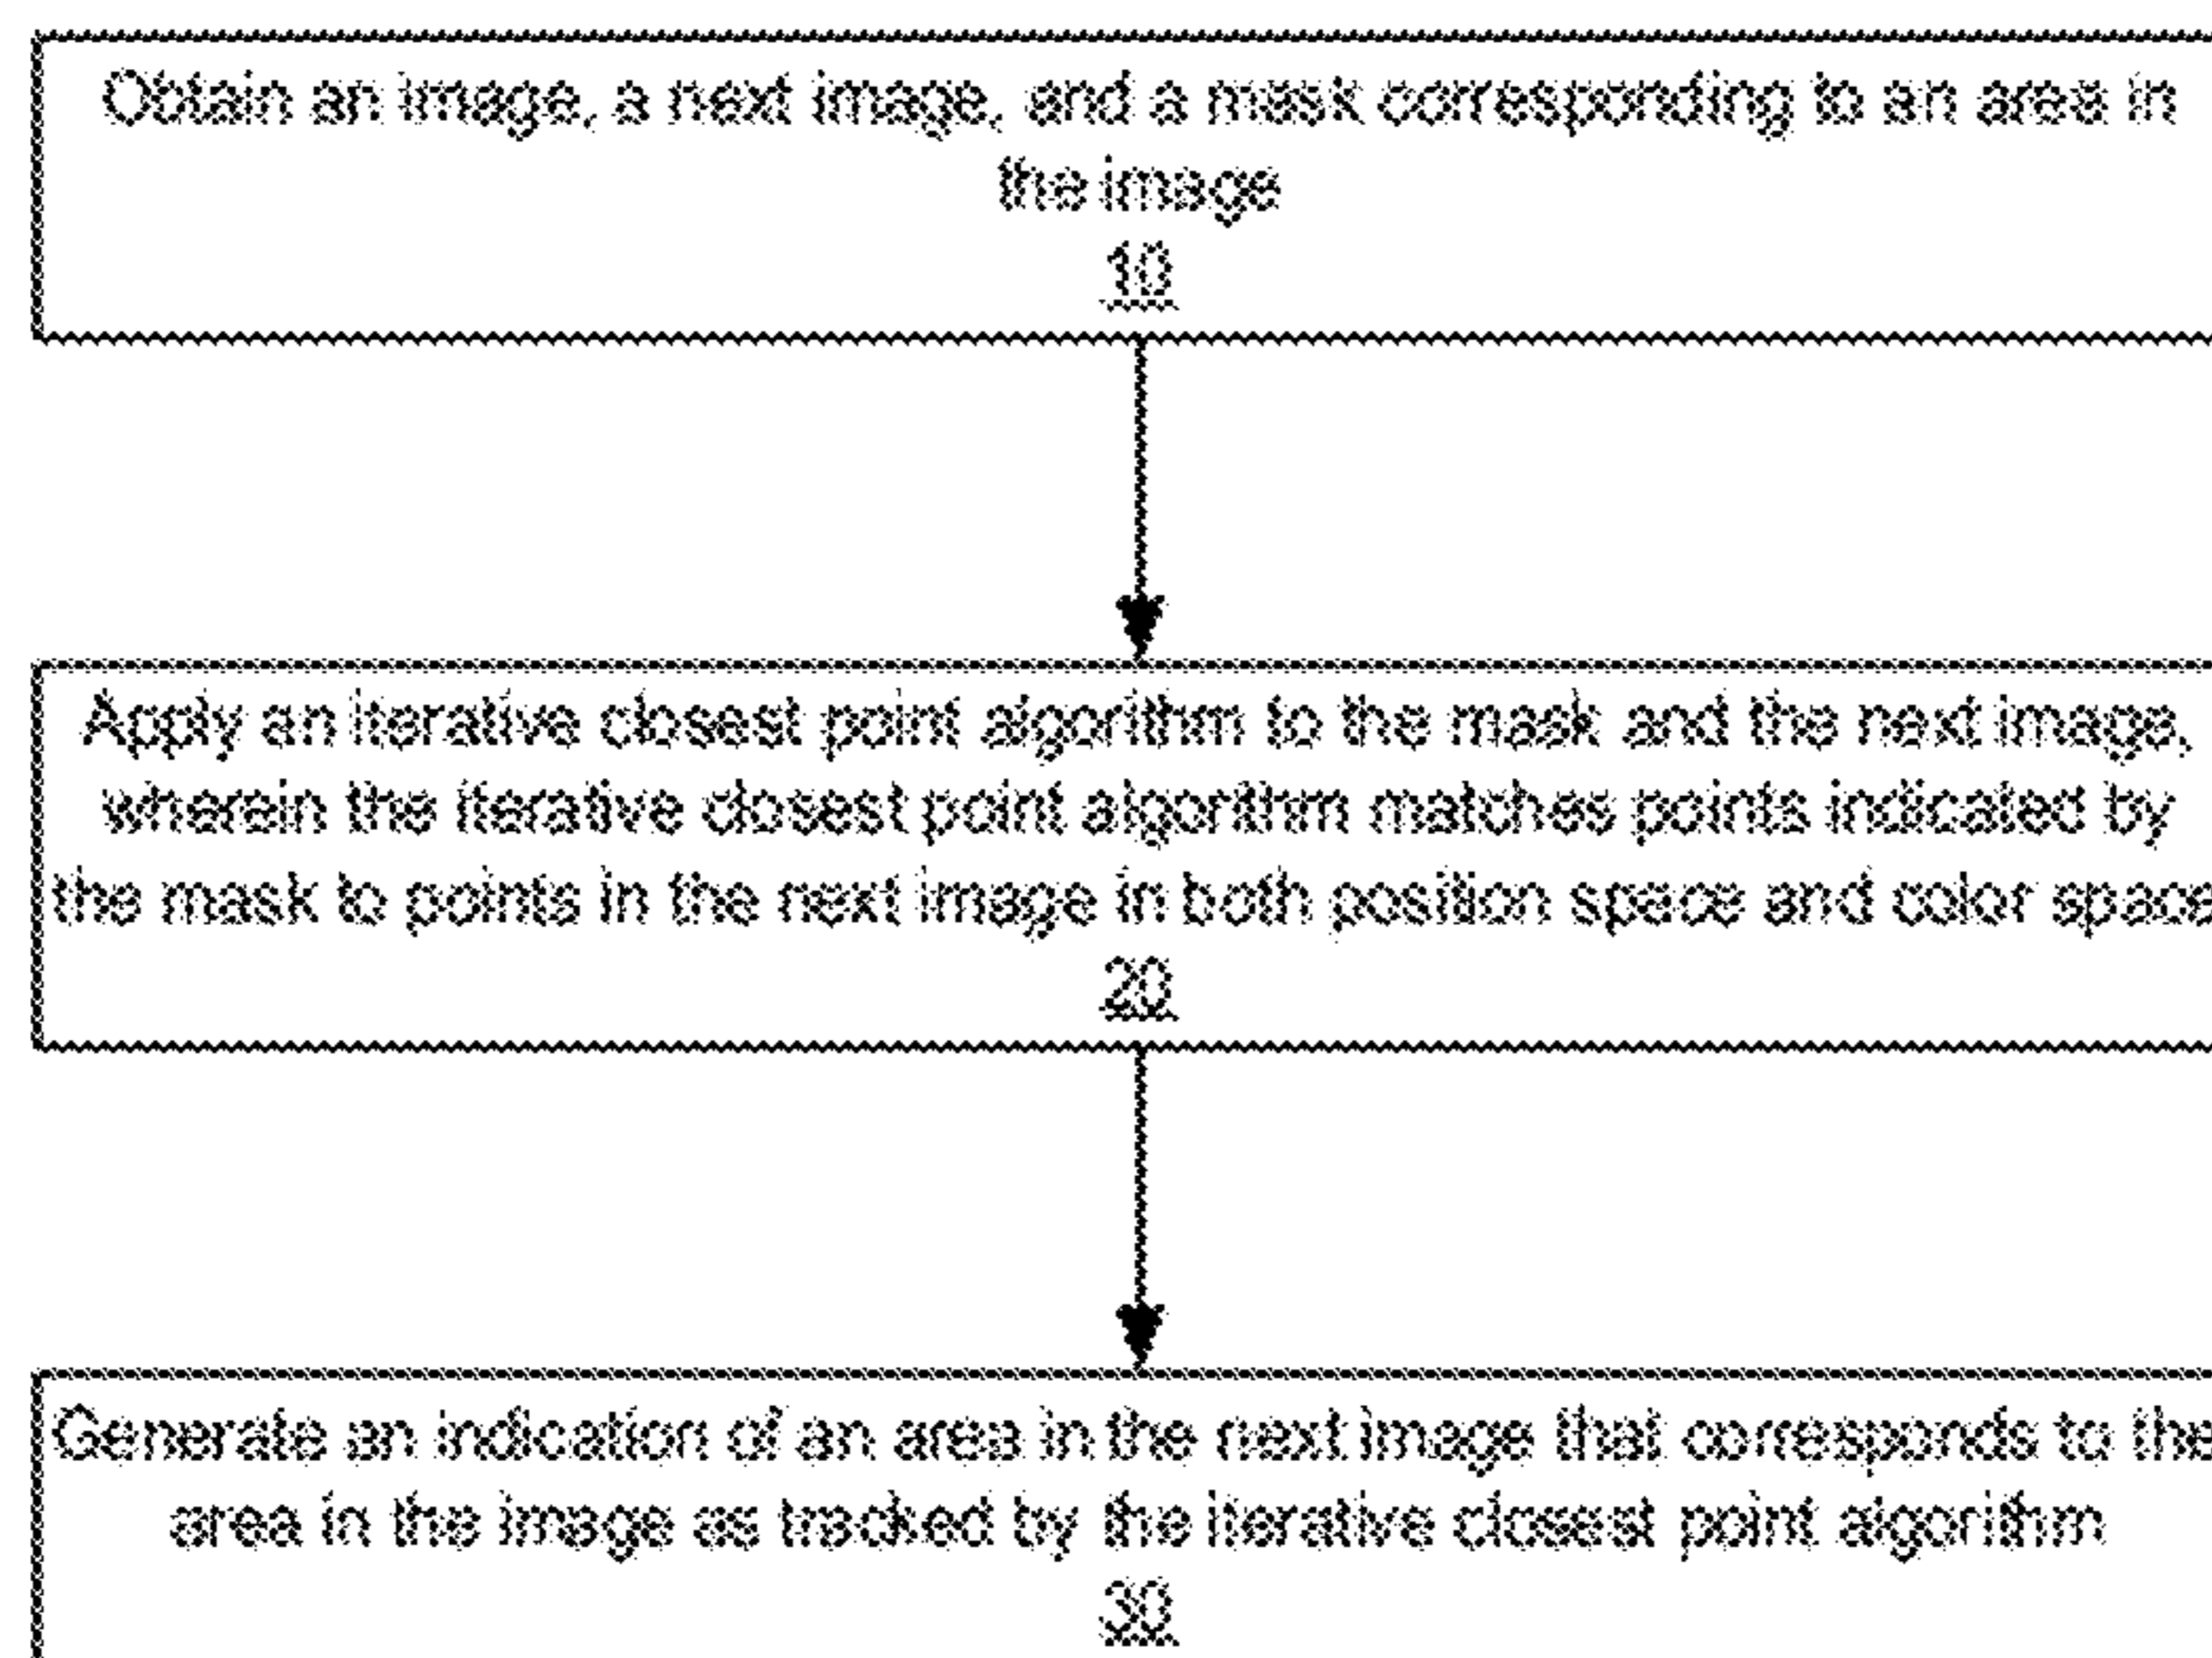 Obtain an image, a next image, and a mask corresponding to an area in
the image
10
Apply an iterative closest point algorithm to the mask and the next image,
wherein the iterative closest point algorithm matches points indicated by
the mask to points in the next image in both position space and color space
20
Generate an indication of an area in the next image that corresponds to the
area in the image as tracked by the iterative closest point algorithm
30